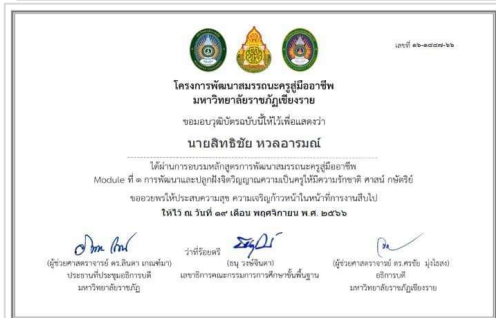 เลขที่ ๑๖-๑๔๔๗-๖๖
โครงการพัฒนาสมรรถนะครูสู่มืออาชีพ
มหาวิทยาลัยราชภัฏเชียงราย
ขอมอบวุฒิบัตรฉบับนี้ให้ไว้เพื่อแสดงว่า
นายสิทธิชัย หวลอารมณ์
ได้ผ่านการอบรมหลักสูตรการพัฒนาสมรรถนะครูสู่มืออาชีพ
Module ที่ ๑ การพัฒนาและปลูกฝังจิตวิญญาณความเป็นครูให้มีความรักชาติ ศาสน์ กษัตริย์
ขออวยพรให้ประสบความสุข ความเจริญก้าวหน้าในหน้าที่การงานสืบไป
ให้ไว้ ณ วันที่ ๑๙ เดือน พฤศจิกายน พ.ศ. ๒๕๖๖
ว่าที่ร้อยตรี
(ผู้ช่วยศาสตราจารย์ ดร.ลินดา เกณฑ์มา)
ประธานที่ประชุมอธิการบดี
มหาวิทยาลัยราชภัฏ
(ธนุ วงษ์จินดา)
เลขาธิการคณะกรรมการการศึกษาขั้นพื้นฐาน
(ผู้ช่วยศาสตราจารย์ ดร.ศรชัย มุ่งไธสง)
อธิการบดี
มหาวิทยาลัยราชภัฏเชียงราย